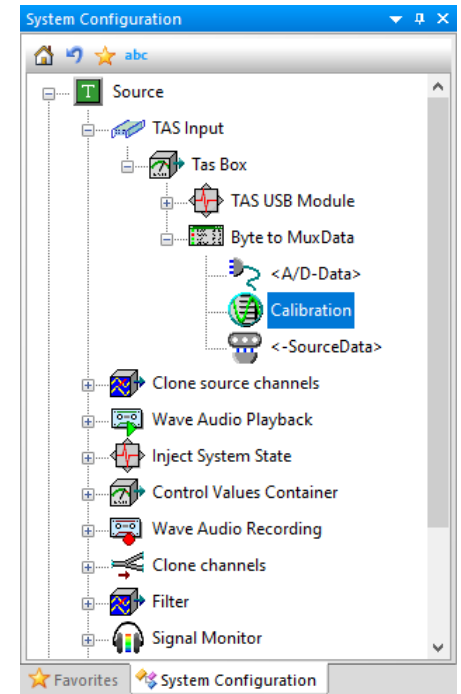 System Configuration
abc
T Source
TAS Input
Tas Box
TAS USB Module
Byte to MuxData
<A/D-Data>
Calibration
<-SourceData>
Clone source channels
Wave Audio Playback
Inject System State
Control Values Container
Wave Audio Recording
Clone channels
Filter
Signal Monitor
Favorites System Configuration